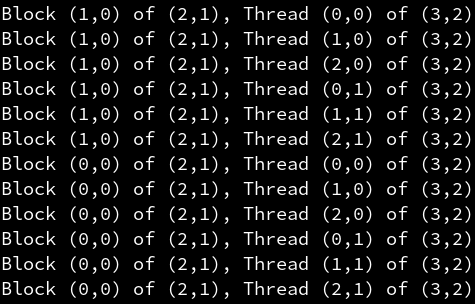 Block (1,0) of (2,1), Thread (0,0) of (3,2)
Block (1,0) of (2,1), Thread (1,0) of (3,2)
Block (1,0) of (2,1), Thread (2,0) of (3,2)
Block (1,0) of (2,1), Thread (0,1) of (3,2)
Block (1,0) of (2,1), Thread (1,1) of (3,2)
Block (1,0) of (2,1), Thread (2,1) of (3,2)
Block (0,0) of (2,1), Thread (0,0) of (3,2)
Block (0,0) of (2,1), Thread (1,0) of (3,2)
Block (0,0) of (2,1), Thread (2,0) of (3,2)
Block (0,0) of (2,1), Thread (0,1) of (3,2)
Block (0,0) of (2,1), Thread (1,1) of (3,2)
Block (0,0) of (2,1), Thread (2,1) of (3,2)